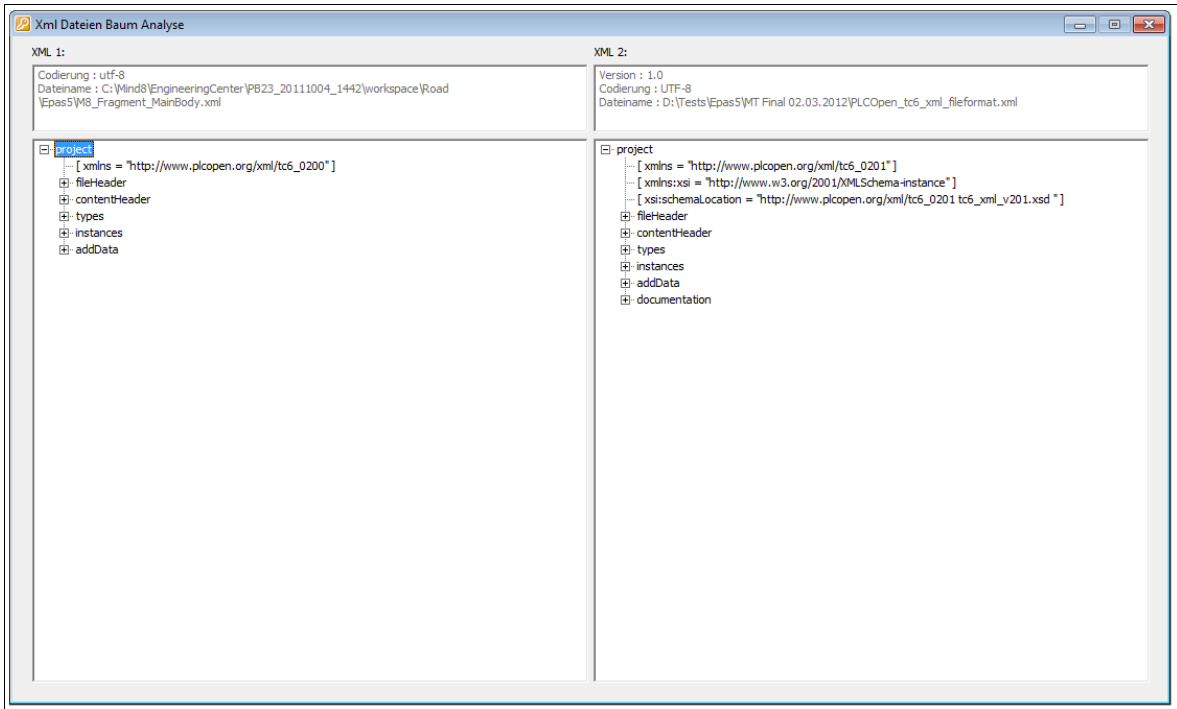 Xml Dateien Baum Analyse
XML 1:
Codierung : utf-8
Dateiname : C:\Mind8\EngineeringCenter\PB23_20111004_1442\workspace\Road
\Epas5\M8_Fragment_MainBody.xml
project
[ xmlns = "http://www.plcopen.org/xml/tc6_0200" ]
fileHeader
contentHeader
types
instances
addData
XML 2:
Version : 1.0
Codierung : UTF-8
Dateiname : D:\Tests\Epas5\MT Final 02.03.2012\PLCOpen_tc6_xml_fileformat.xml
project
[ xmlns = "http://www.plcopen.org/xml/tc6_0201" ]
[ xmlns:xsi = "http://www.w3.org/2001/XMLSchema-instance" ]
[ xsi:schemaLocation = "http://www.plcopen.org/xml/tc6_0201 tc6_xml_v201.xsd " ]
fileHeader
contentHeader
types
instances
addData
documentation